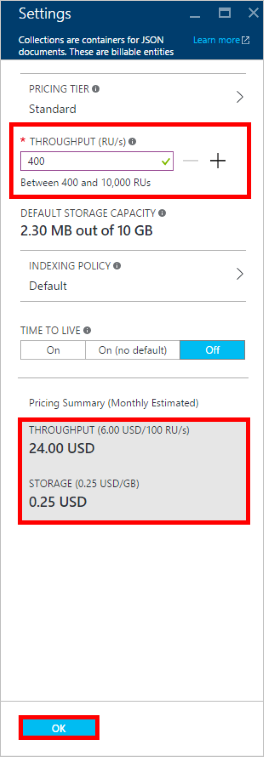 Settings
Collections are containers for JSON
documents. These are billable entities
Learn more
PRICING TIER
Standard
* THROUGHPUT (RU/s)
400
Between 400 and 10,000 RUs
DEFAULT STORAGE CAPACITY
2.30 MB out of 10 GB
INDEXING POLICY
Default
TIME TO LIVE
On On (no default) Off
Pricing Summary (Monthly Estimated)
THROUGHPUT (6.00 USD/100 RU/s)
24.00 USD
STORAGE (0.25 USD/GB)
0.25 USD
OK